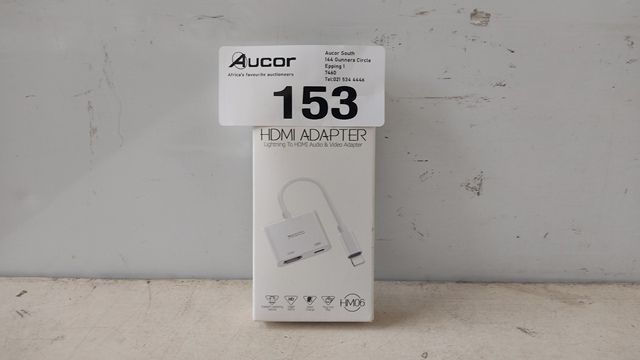 Aucor
Africa's favourite auctioneers
Aucor South
144 Gunners Circle
Epping 1
7460
Tel:021 534 4446
153
HDMI ADAPTER
Lightning To HDMI Audio & Video Adapter
HM06